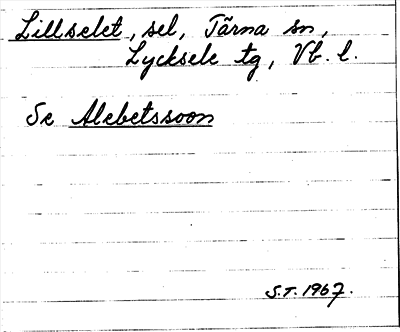 Lillselet, sel, Tärna sn,
Lycksele tg, Vb. l.
Se Alebetssoon
S.T. 1967.